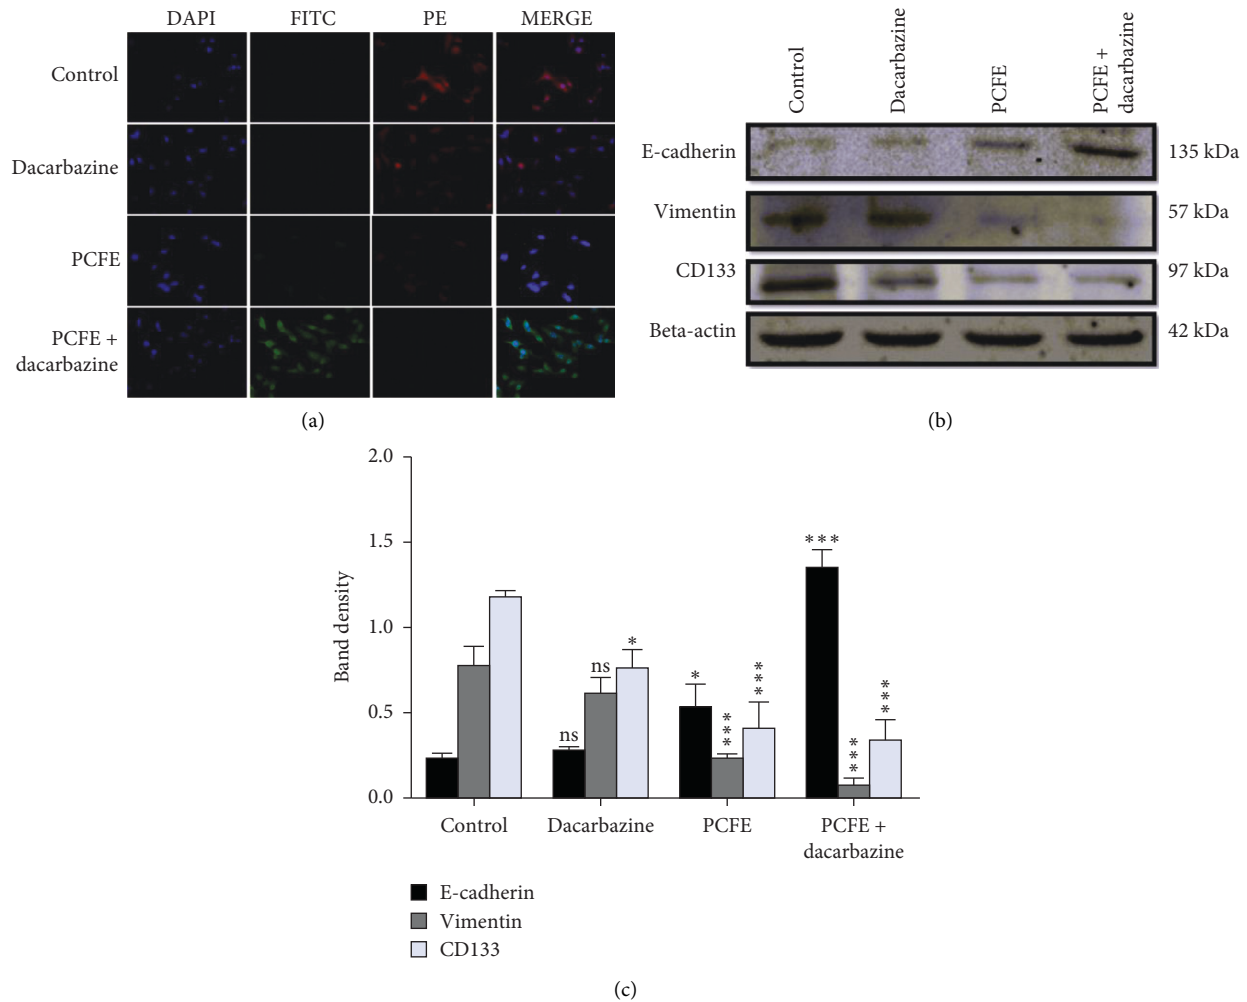 DAPI FITC PE MERGE
Control
Dacarbazine
PCFE
PCFE +
dacarbazine
(a)
Control
Dacarbazine
PCFE
PCFE +
dacarbazine
E-cadherin 135 kDa
Vimentin 57 kDa
CD133 97 kDa
Beta-actin 42 kDa
(b)
Band density
2.0
1.5
1.0
0.5
0.0
ns
ns
*
*
***
***
***
***
***
Control
Dacarbazine
PCFE
PCFE +
dacarbazine
E-cadherin
Vimentin
CD133
(c)